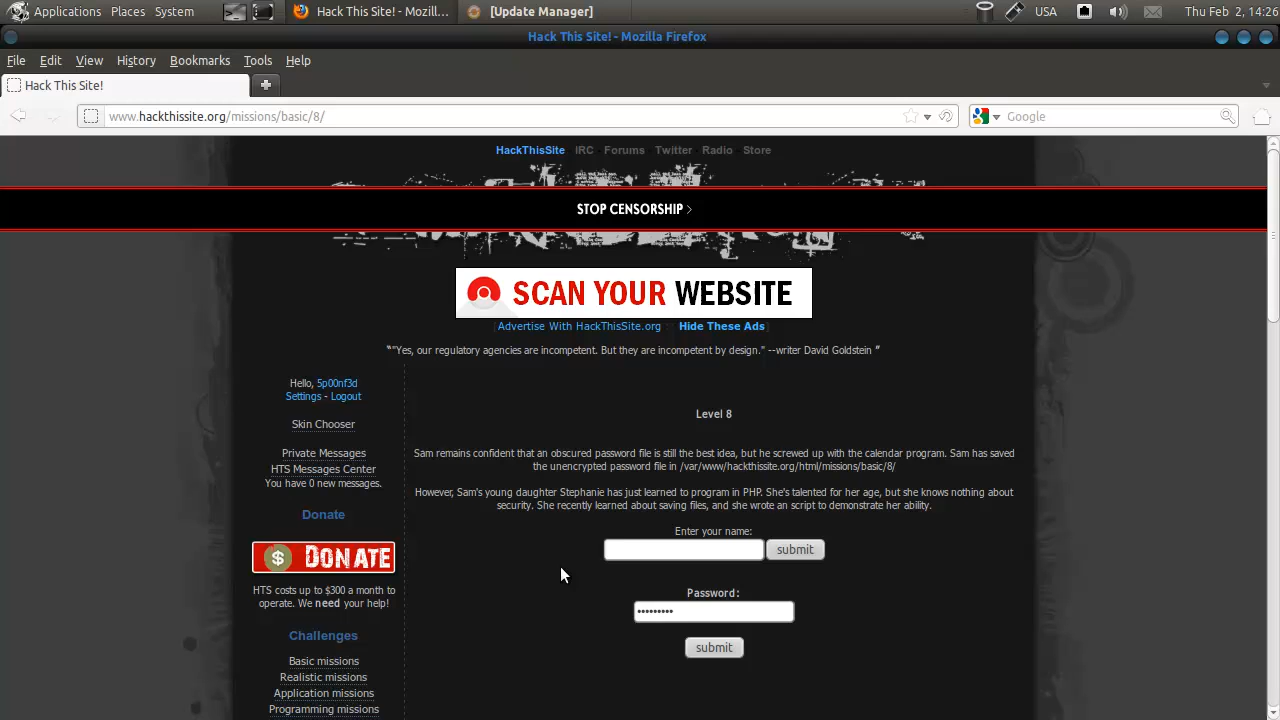 Applications Places System Hack This Site! - Mozill... [Update Manager] USA Thu Feb 2, 14:26
Hack This Site! - Mozilla Firefox
File Edit View History Bookmarks Tools Help
Hack This Site!
www.hackthissite.org/missions/basic/8/ Google
HackThisSite IRC Forums Twitter Radio Store
STOP CENSORSHIP >
SCAN YOUR WEBSITE
Advertise With HackThisSite.org Hide These Ads
""Yes, our regulatory agencies are incompetent. But they are incompetent by design." --writer David Goldstein "
Hello, 5p00nf3d
Settings - Logout
Skin Chooser
Private Messages
HTS Messages Center
You have 0 new messages.
Donate
$ DONATE
HTS costs up to $300 a month to
operate. We need your help!
Challenges
Basic missions
Realistic missions
Application missions
Programming missions
Level 8
Sam remains confident that an obscured password file is still the best idea, but he screwed up with the calendar program. Sam has saved
the unencrypted password file in /var/www/hackthissite.org/html/missions/basic/8/
However, Sam's young daughter Stephanie has just learned to program in PHP. She's talented for her age, but she knows nothing about
security. She recently learned about saving files, and she wrote an script to demonstrate her ability.
Enter your name:
submit
Password:
•••••••••
submit